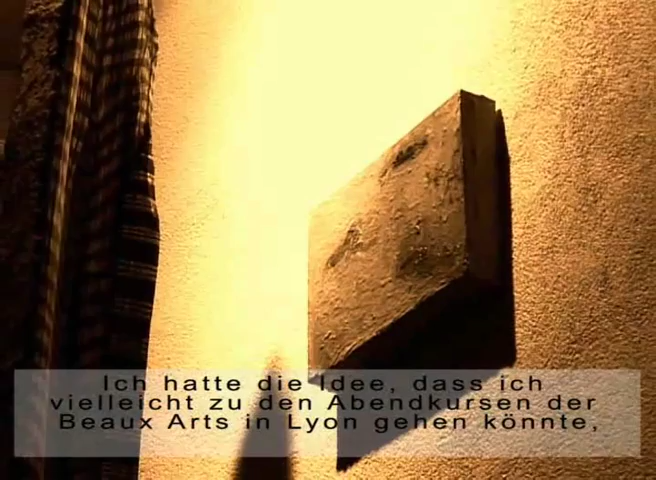 Ich hatte die Idee, dass ich
vielleicht zu den Abendkursen der
Beaux Arts in Lyon gehen könnte,